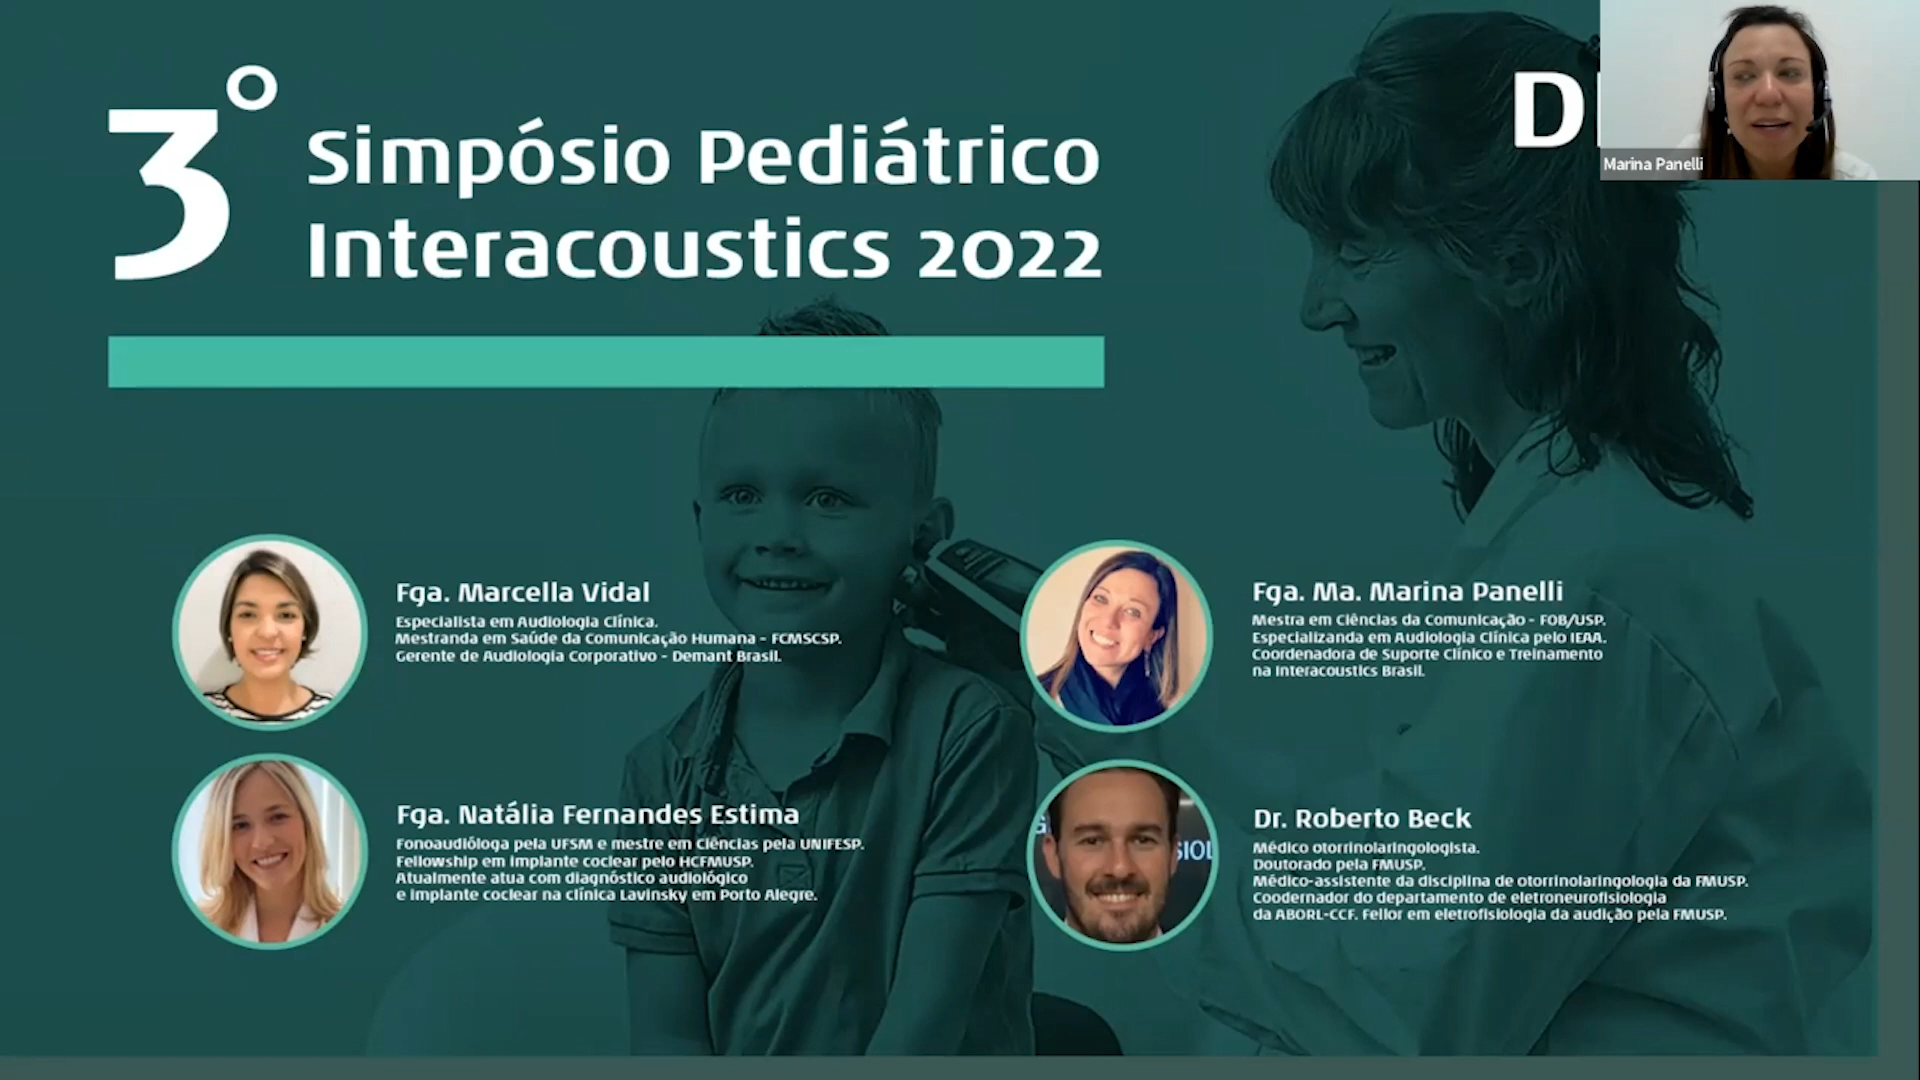 3º
Simpósio Pediátrico
Interacoustics 2022
Marina Panelli
Fga. Marcella Vidal
Especialista em Audiologia Clínica.
Mestranda em Saúde da Comunicação Humana - FCMSCSP.
Gerente de Audiologia Corporativo - Demant Brasil.
Fga. Ma. Marina Panelli
Mestra em Ciências da Comunicação - FOB/USP.
Especializanda em Audiologia Clínica pelo IEAA.
Coordenadora de Suporte Clínico e Treinamento
na Interacoustics Brasil.
Fga. Natália Fernandes Estima
Fonoaudióloga pela UFSM e mestre em Ciências pela UNIFESP.
Fellowship em implante coclear pelo HCFMUSP.
Atualmente atua com diagnóstico audiológico
e implante coclear na clínica Lavinsky em Porto Alegre.
Dr. Roberto Beck
Médico otorrinolaringologista.
Doutorado pela FMUSP.
Médico-assistente da disciplina de otorrinolaringologia da FMUSP.
Coodernador do departamento de eletroneurofisiologia
da ABORL-CCF. Fellor em eletrofisiologia da audição pela FMUSP.